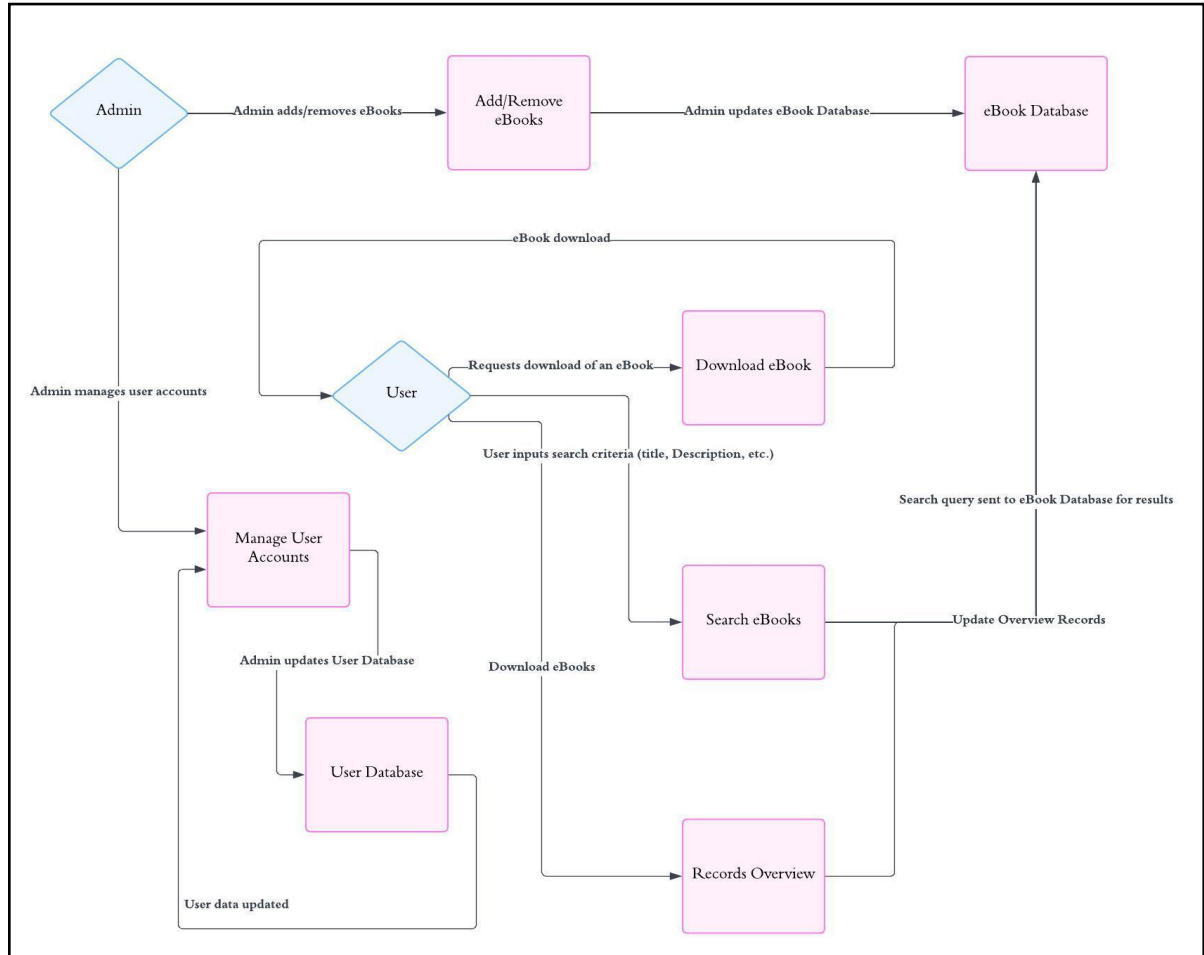 Admin
Admin adds/removes eBooks
Add/Remove
eBooks
Admin updates eBook Database
eBook Database
eBook download
Requests download of an eBook
Download eBook
User
Admin manages user accounts
User inputs search criteria (title, Description, etc.)
Search query sent to eBook Database for results
Manage User
Accounts
Search eBooks
Update Overview Records
Admin updates User Database
Download eBooks
User Database
Records Overview
User data updated